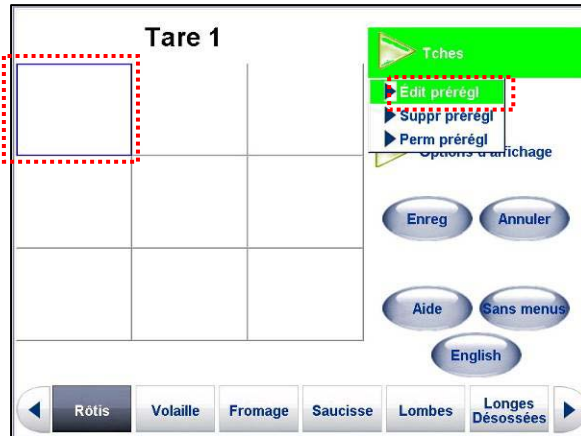 Tare 1
Tches
Édit prérégl
Suppr prérégl
Perm prérégl
Options d'affichage
Enreg
Annuler
Aide
Sans menus
English
Rôtis
Volaille
Fromage
Saucisse
Lombes
Longes
Désossées